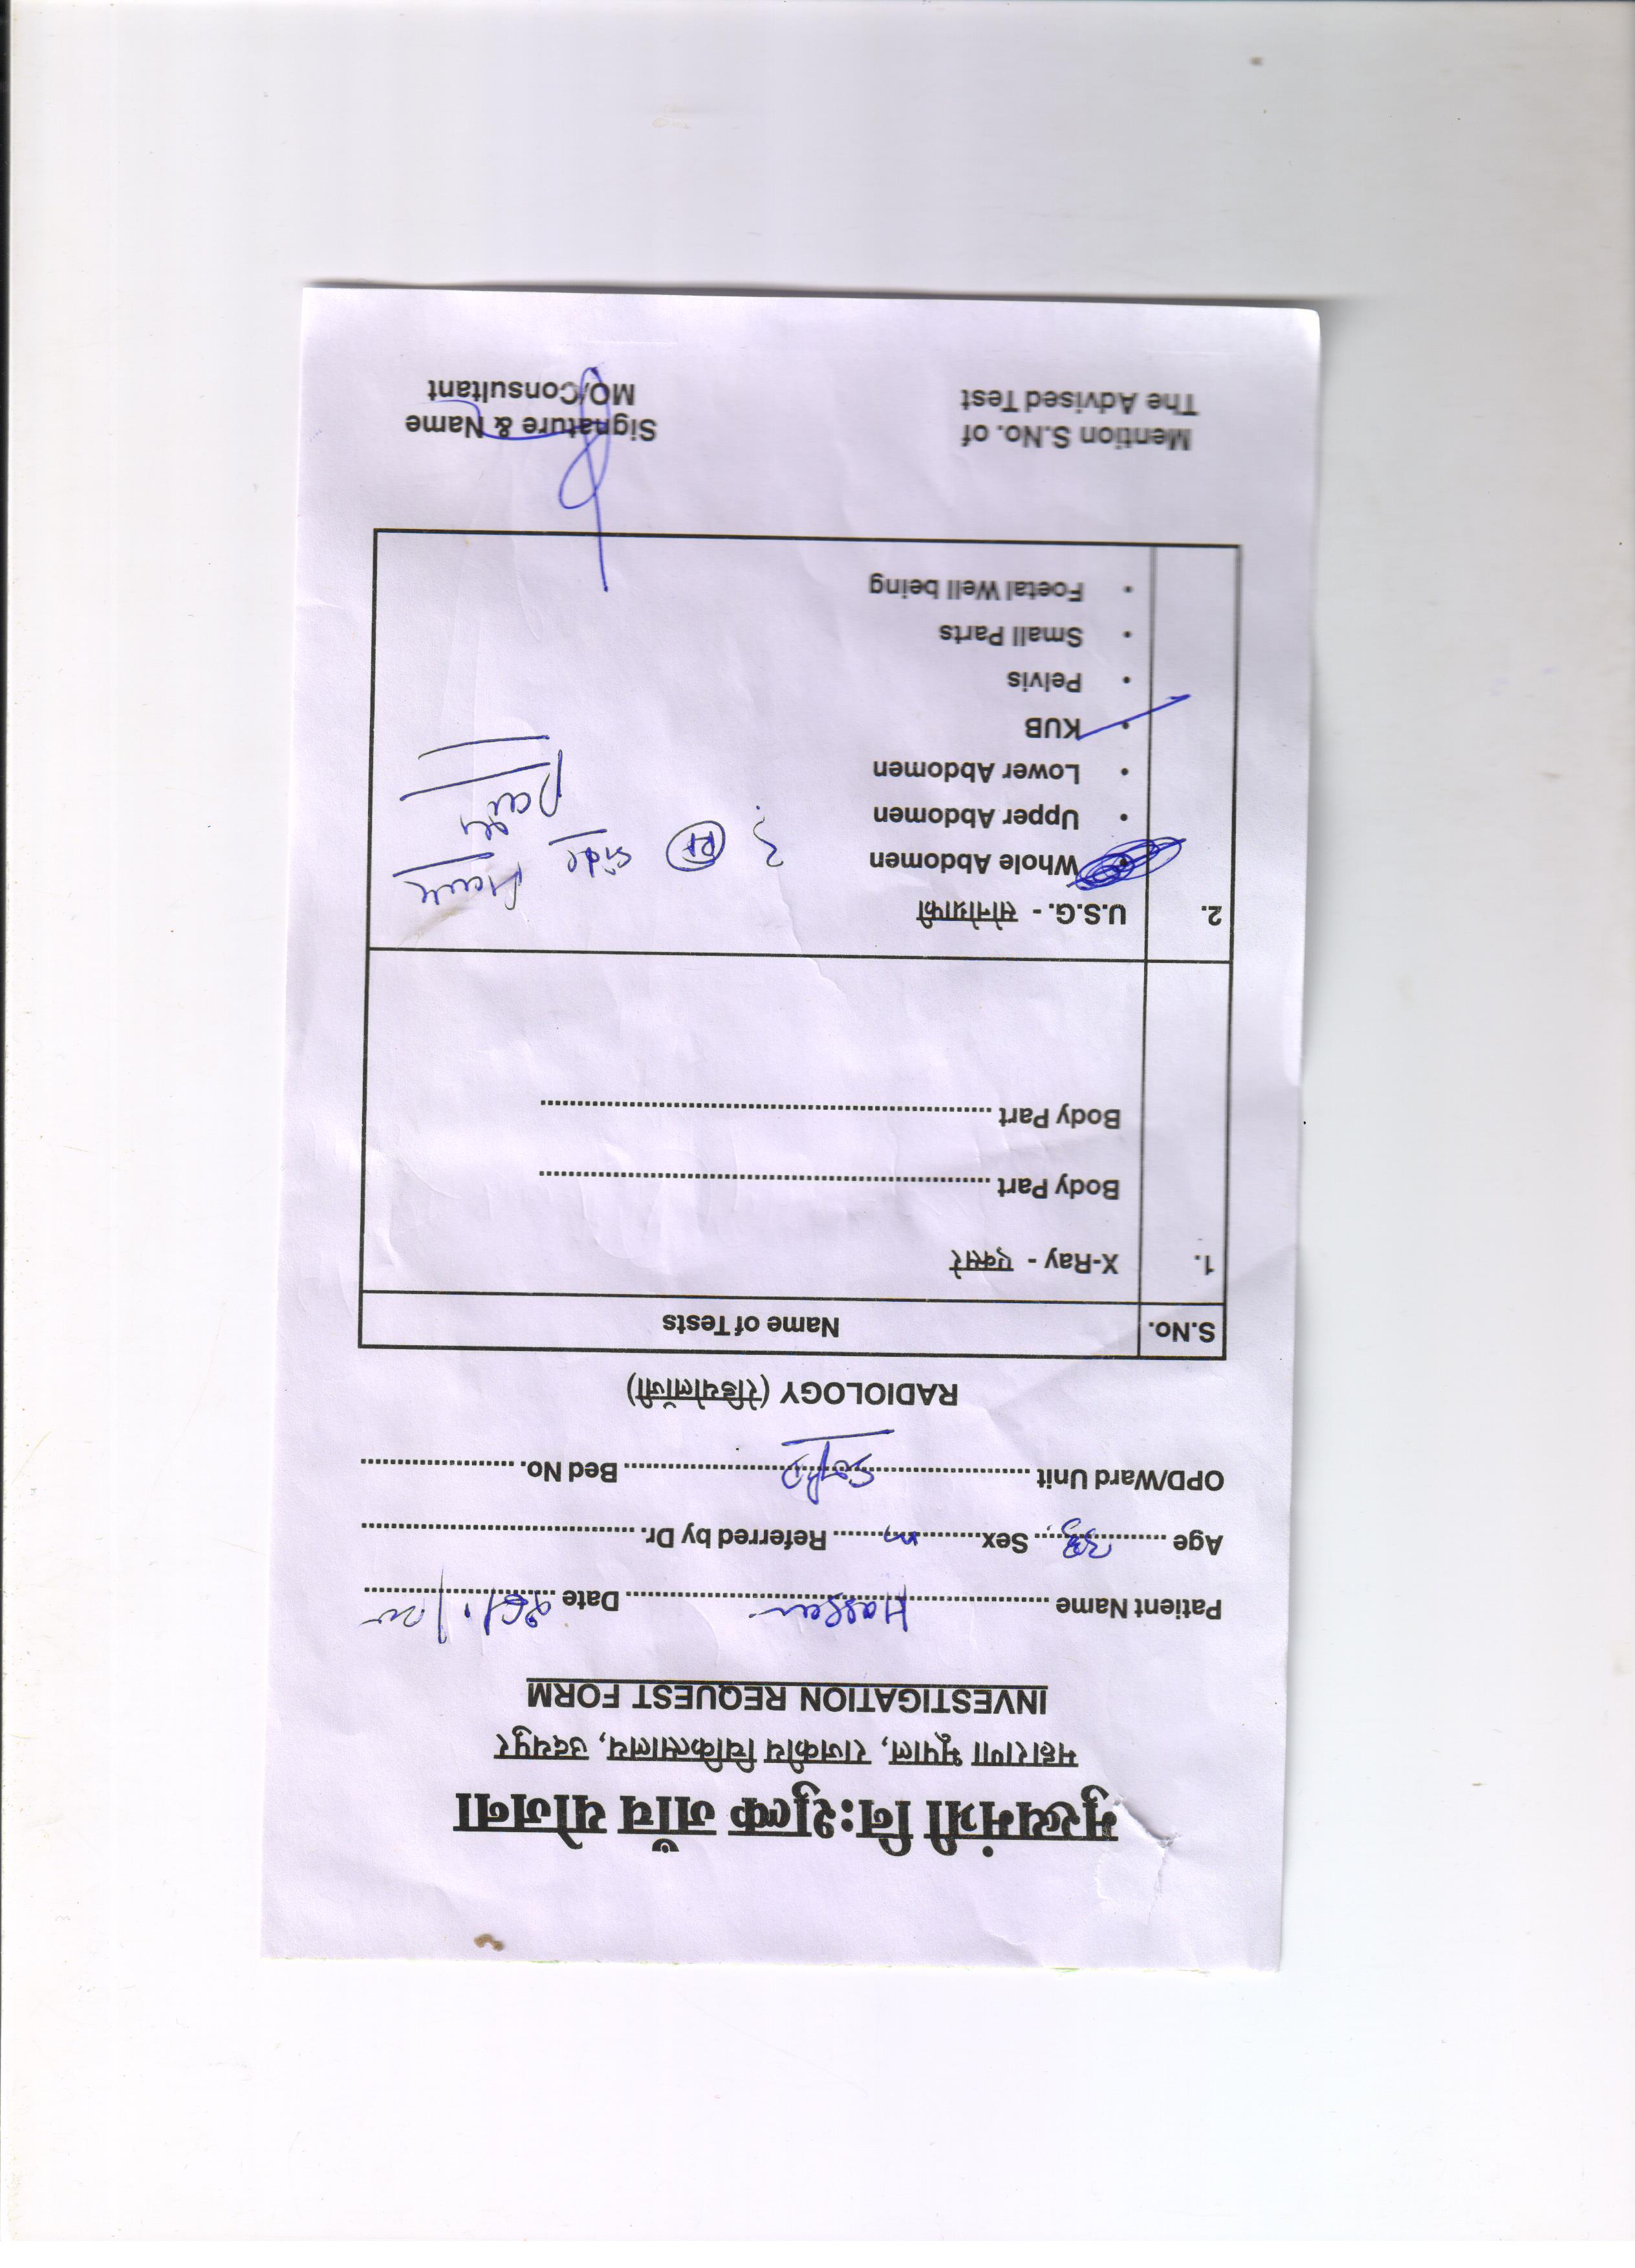 मुख्यमंत्री निःशुल्क जाँच योजना
महाराणा भूपाल, राजकीय चिकित्सालय, उदयपुर
INVESTIGATION REQUEST FORM
Patient Name .......... Date ..........
Age .......... Sex.......... m .......... Referred by Dr. ..........
OPD/Ward Unit .......... Bed No. ..........
RADIOLOGY (रेडियोलॉजी)
S.No. Name of Tests
1. X-Ray - एक्सरे
Body Part ..........
Body Part ..........
2. U.S.G. - सोनोग्राफी
• Whole Abdomen
• Upper Abdomen ? Rt side
• Lower Abdomen
• KUB
• Pelvis
• Small Parts
• Foetal Well being
Mention S.No. of Signature & Name
The Advised Test MO/Consultant